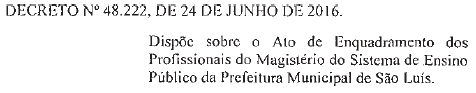 DECRETO Nº 48.222, DE 24 DE JUNHO DE 2016.
Dispõe sobre o Ato de Enquadramento dos
Profissionais do Magistério do Sistema de Ensino
Público da Prefeitura Municipal de São Luís.